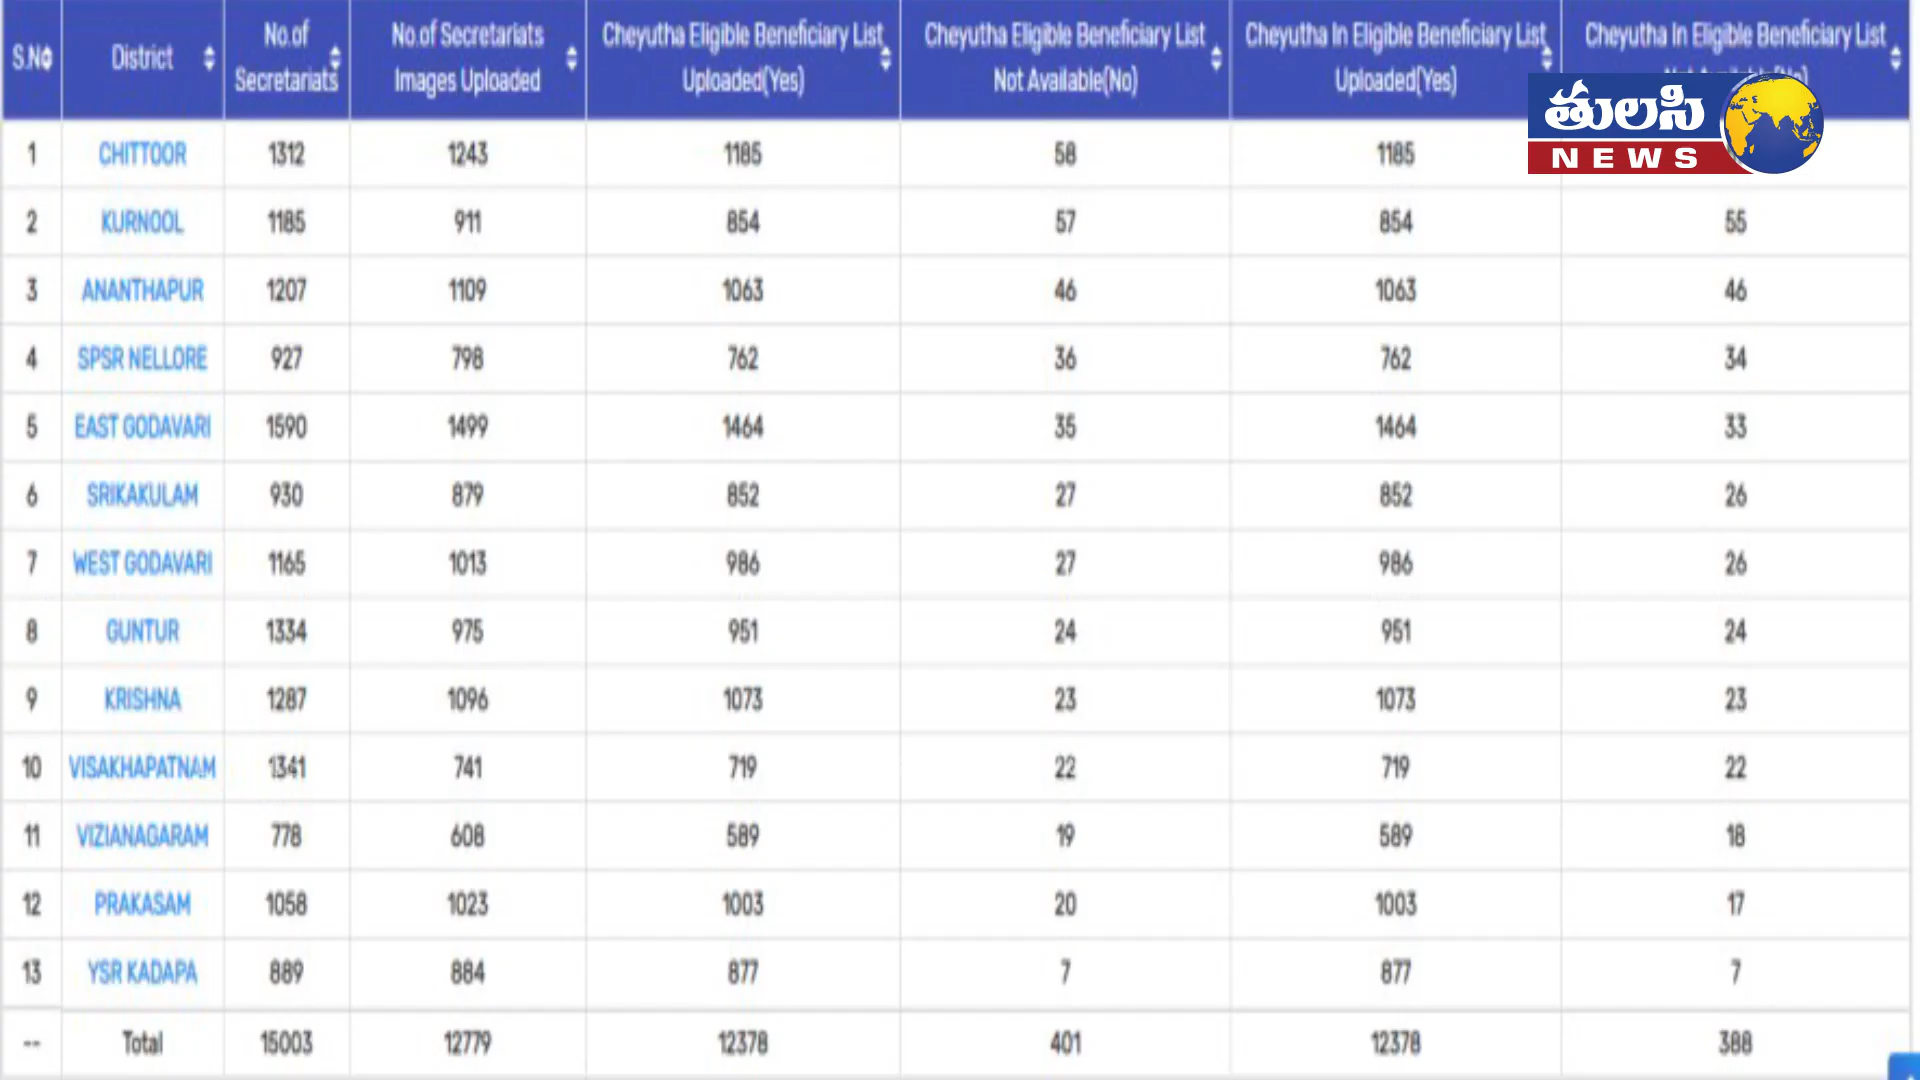 S.No District No.of Secretariats No.of Secretariats Images Uploaded Cheyutha Eligible Beneficiary List Uploaded(Yes) Cheyutha Eligible Beneficiary List Not Available(No) Cheyutha In Eligible Beneficiary List Uploaded(Yes) Cheyutha In Eligible Beneficiary List
తులసి
NEWS
1 CHITTOOR 1312 1243 1185 58 1185
2 KURNOOL 1185 911 854 57 854 55
3 ANANTHAPUR 1207 1109 1063 46 1063 46
4 SPSR NELLORE 927 798 762 36 762 34
5 EAST GODAVARI 1590 1499 1464 35 1464 33
6 SRIKAKULAM 930 879 852 27 852 26
7 WEST GODAVARI 1165 1013 986 27 986 26
8 GUNTUR 1334 975 951 24 951 24
9 KRISHNA 1287 1096 1073 23 1073 23
10 VISAKHAPATNAM 1341 741 719 22 719 22
11 VIZIANAGARAM 778 608 589 19 589 18
12 PRAKASAM 1058 1023 1003 20 1003 17
13 YSR KADAPA 889 884 877 7 877 7
-- Total 15003 12779 12378 401 12378 388